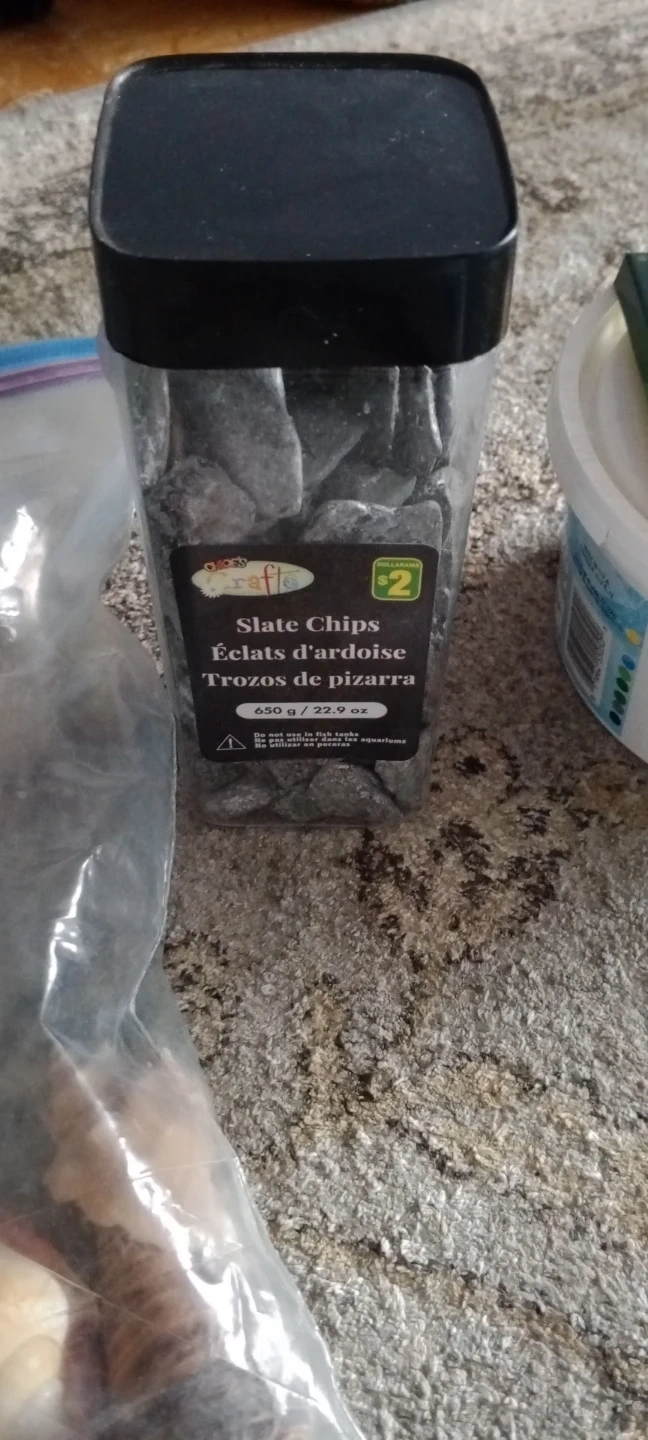 Crafts
DOLLARAMA
$2
Slate Chips
Éclats d'ardoise
Trozos de pizarra
650 g / 22.9 oz
Do not use in fish tanks
Ne pas utiliser dans les aquariums
No utilizar en peceras